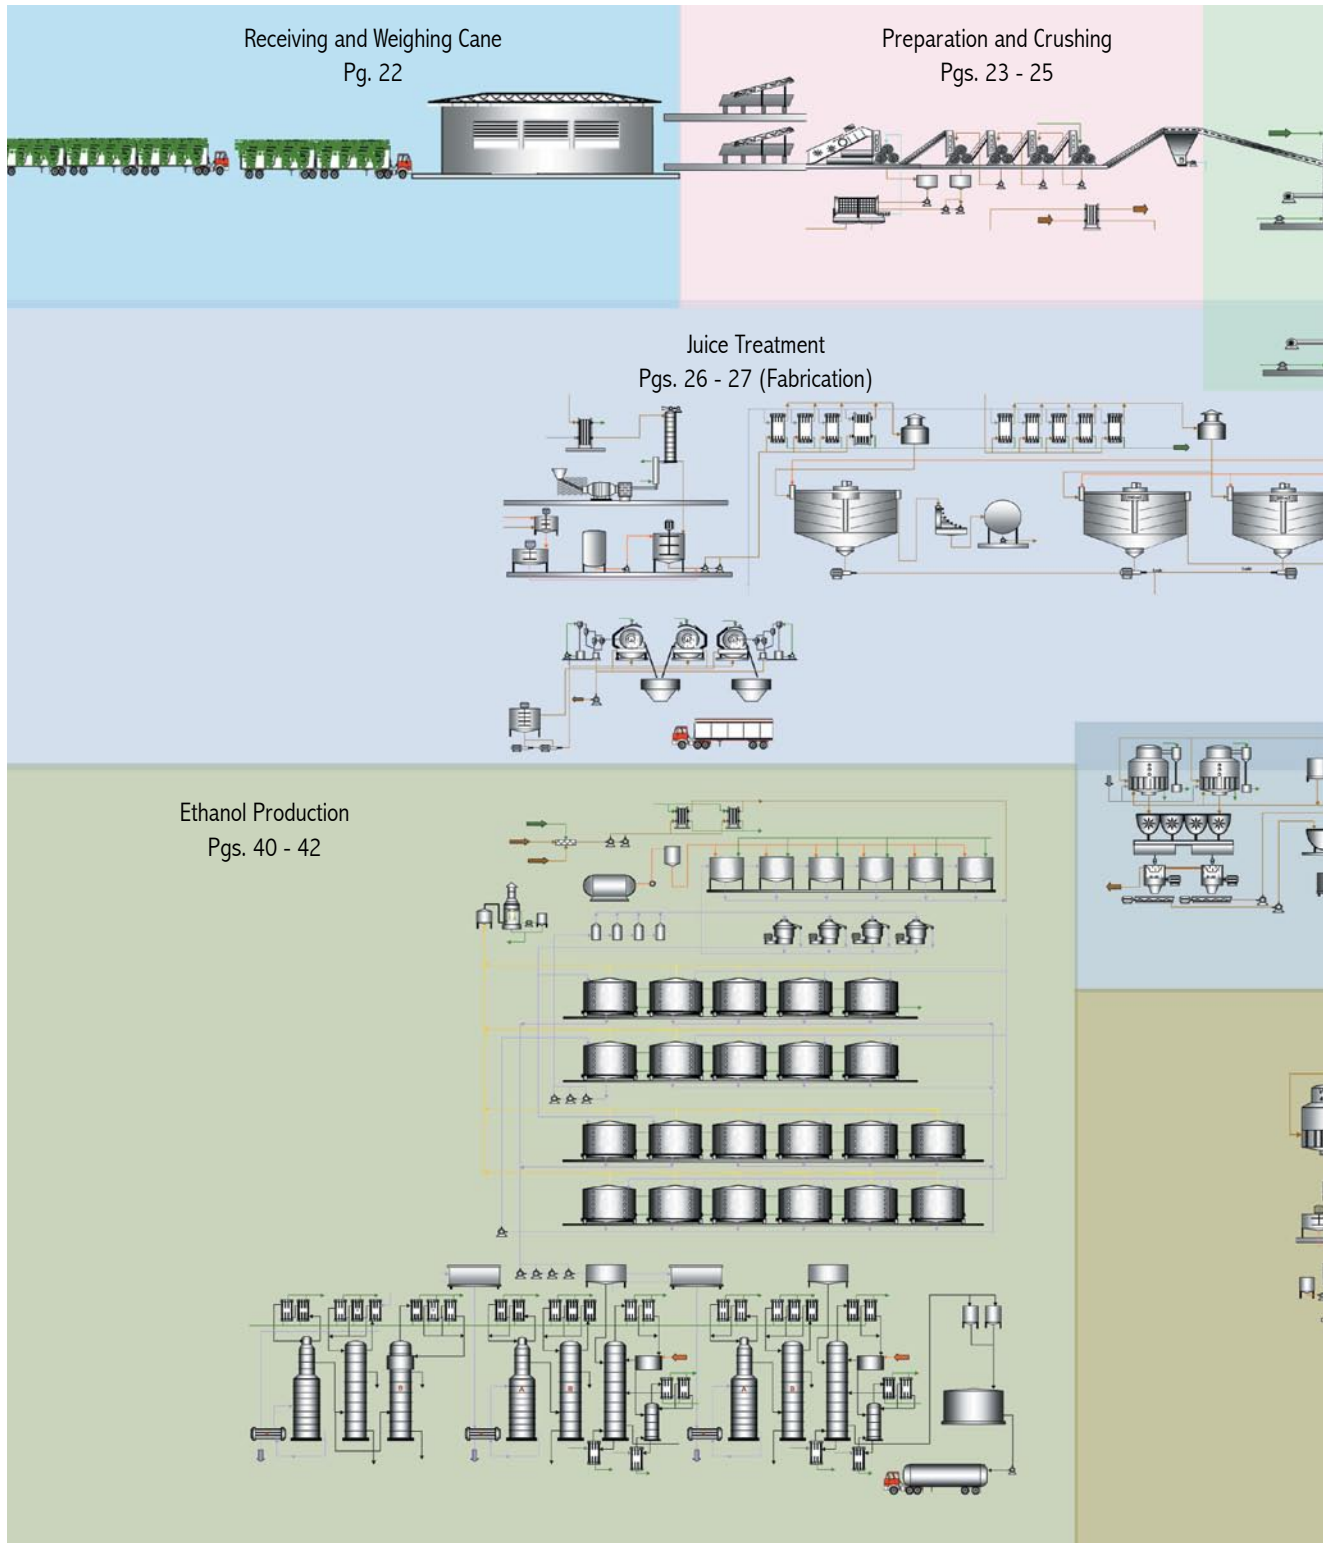 Receiving and Weighing Cane
Pg. 22
Preparation and Crushing
Pgs. 23 - 25
Juice Treatment
Pgs. 26 - 27 (Fabrication)
Ethanol Production
Pgs. 40 - 42
A
B
A
B